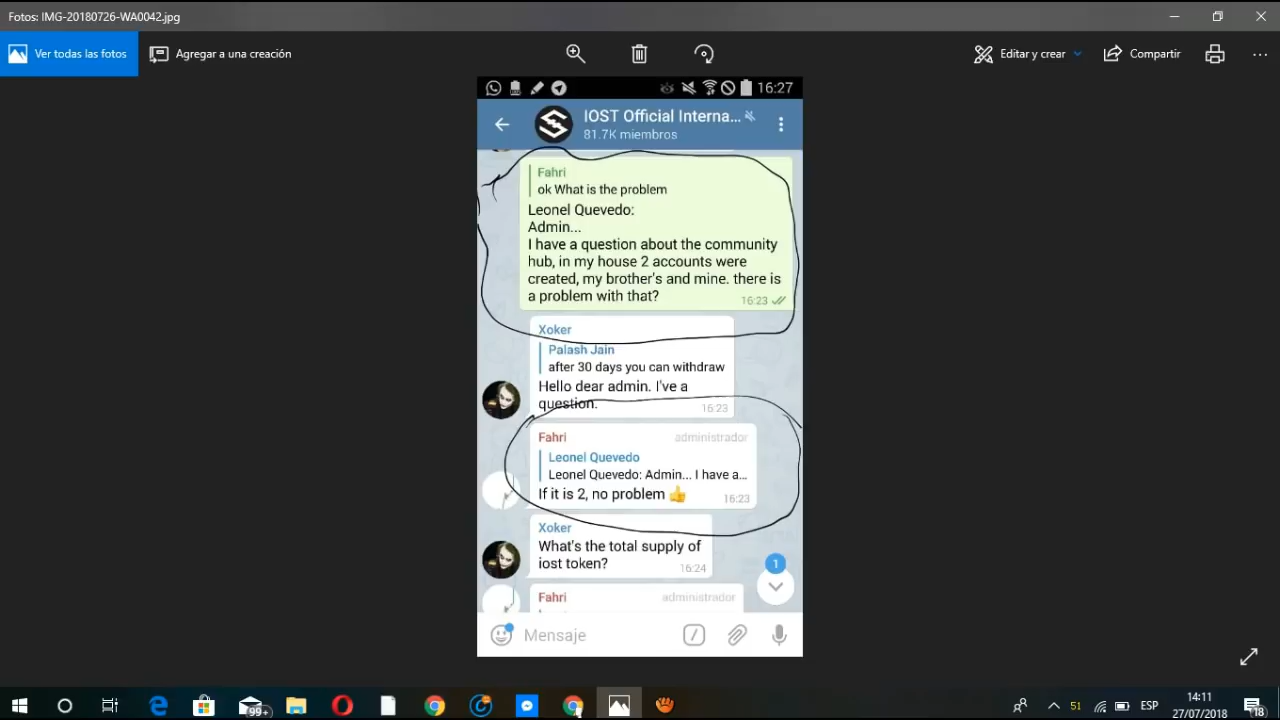 Fotos: IMG-20180726-WA0042.jpg
Ver todas las fotos
Agregar a una creación
Editar y crear
Compartir
16:27
IOST Official Interna...
81.7K miembros
Fahri
ok What is the problem
Leonel Quevedo:
Admin...
I have a question about the community
hub, in my house 2 accounts were
created, my brother's and mine. there is
a problem with that?
16:23
Xoker
Palash Jain
after 30 days you can withdraw
Hello dear admin. I've a
question.
16:23
Fahri administrador
Leonel Quevedo
Leonel Quevedo: Admin... I have a...
If it is 2, no problem 👍
16:23
Xoker
What's the total supply of
iost token?
16:24
1
Fahri administrador
Mensaje
99+
51
ESP
14:11
27/07/2018
18